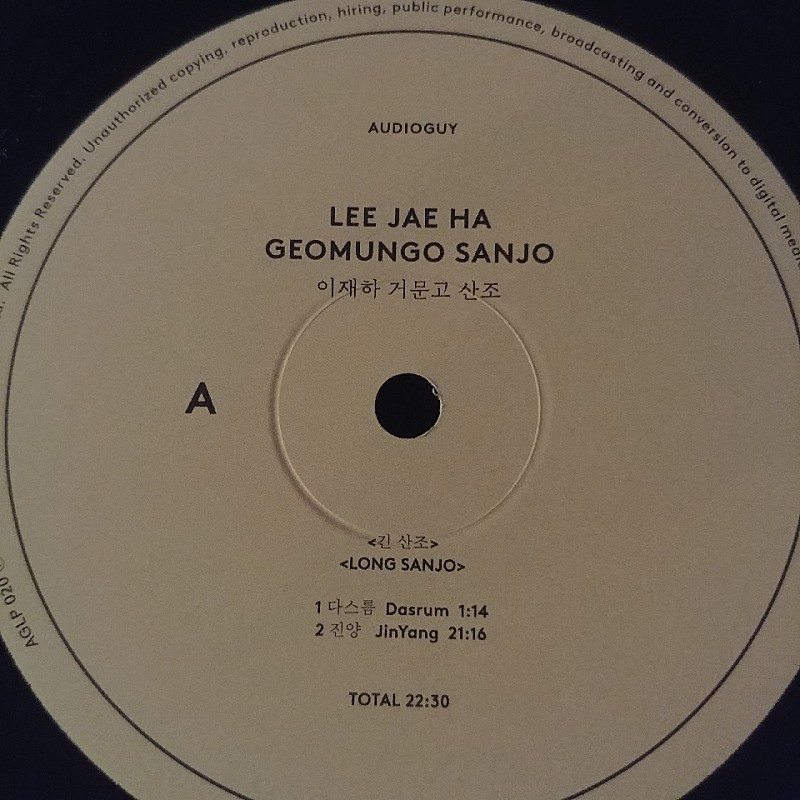 All Rights Reserved. Unauthorized copying, reproduction, hiring, public performance, broadcasting and conversion to digital media
AUDIOGUY
LEE JAE HA
GEOMUNGO SANJO
이재하 거문고 산조
A
<긴 산조>
<LONG SANJO>
1 다스름 Dasrum 1:14
2 진양 JinYang 21:16
TOTAL 22:30
AGLP 020